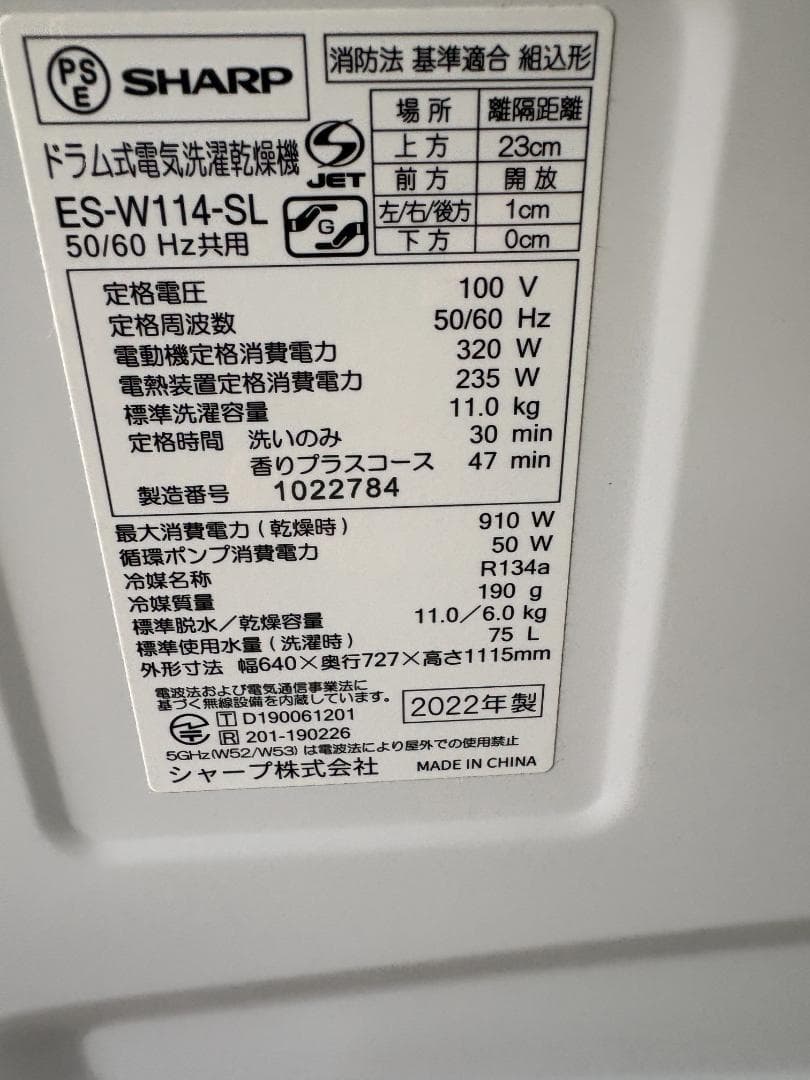 PSE SHARP
消防法 基準適合 組込形
場所 離隔距離
上方 23cm
前方 開放
左/右/後方 1cm
下方 0cm
ドラム式電気洗濯乾燥機
S JET
ES-W114-SL
G
50/60 Hz共用
定格電圧 100 V
定格周波数 50/60 Hz
電動機定格消費電力 320 W
電熱装置定格消費電力 235 W
標準洗濯容量 11.0 kg
定格時間 洗いのみ 30 min
香りプラスコース 47 min
製造番号 1022784
最大消費電力(乾燥時) 910 W
循環ポンプ消費電力 50 W
冷媒名称 R134a
冷媒質量 190 g
標準脱水/乾燥容量 11.0/6.0 kg
標準使用水量(洗濯時) 75 L
外形寸法 幅640×奥行727×高さ1115mm
電波法および電気通信事業法に
基づく無線設備を内蔵しています。
2022年製
T D190061201
R 201-190226
5GHz(W52/W53)は電波法により屋外での使用禁止
シャープ株式会社 MADE IN CHINA